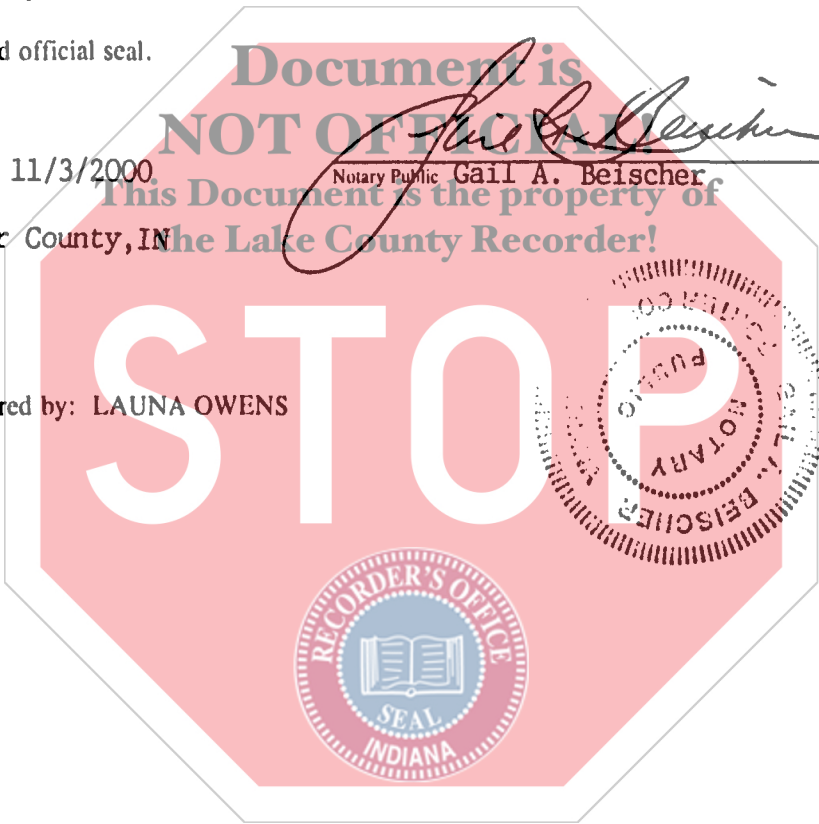 d official seal.
Document is
NOT OFFICIAL!
11/3/2000
Notary Public Gail A. Beischer
This Document is the property of
r County, IN
the Lake County Recorder!
STOP
red by: LAUNA OWENS
NOTARY
PUBLIC
GAIL A. BEISCHER
RECORDER'S OFFICE
SEAL
INDIANA